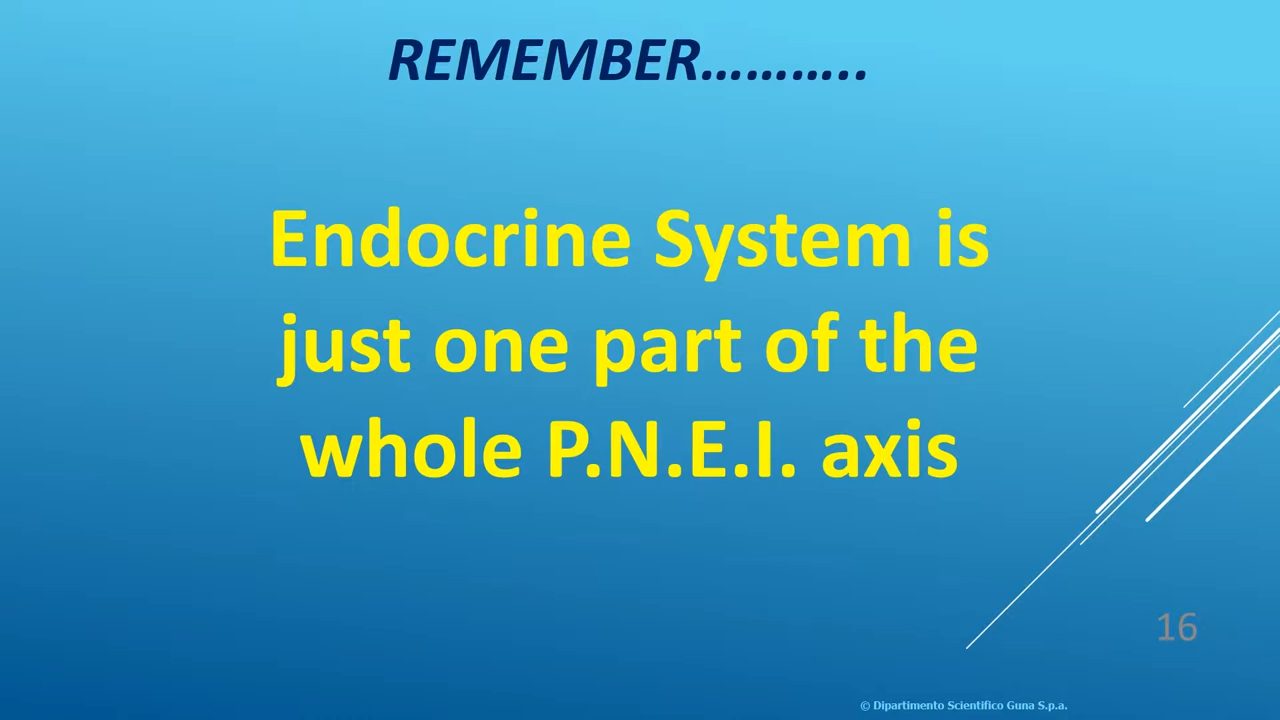 REMEMBER………..
Endocrine System is
just one part of the
whole P.N.E.I. axis
16
© Dipartimento Scientifico Guna S.p.a.